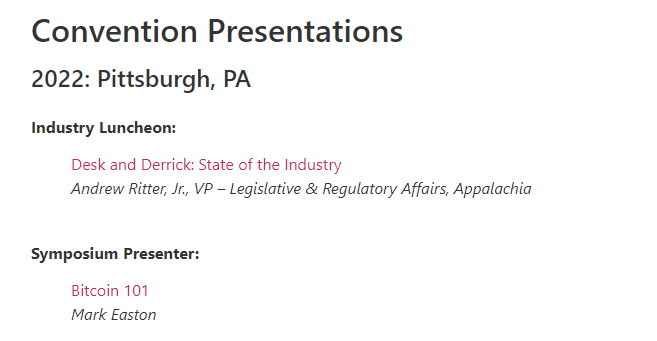 Convention Presentations
2022: Pittsburgh, PA
Industry Luncheon:
Desk and Derrick: State of the Industry
Andrew Ritter, Jr., VP – Legislative & Regulatory Affairs, Appalachia
Symposium Presenter:
Bitcoin 101
Mark Easton